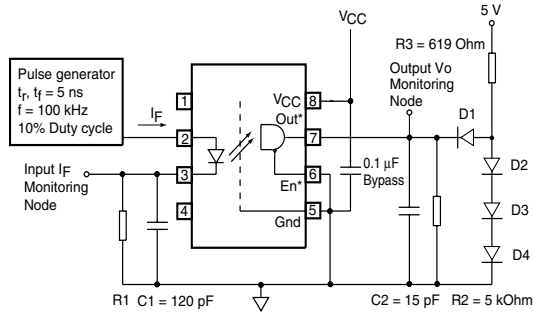 VCC
5 V
R3 = 619 Ohm
Pulse generator
tr, tf = 5 ns
f = 100 kHz
10% Duty cycle
IF
Output Vo
Monitoring
Node
1
2
3
4
VCC
8
Out*
7
6
En*
5
Gnd
D1
D2
D3
D4
0.1 µF
Bypass
Input IF
Monitoring
Node
R1
C1 = 120 pF
C2 = 15 pF
R2 = 5 kOhm